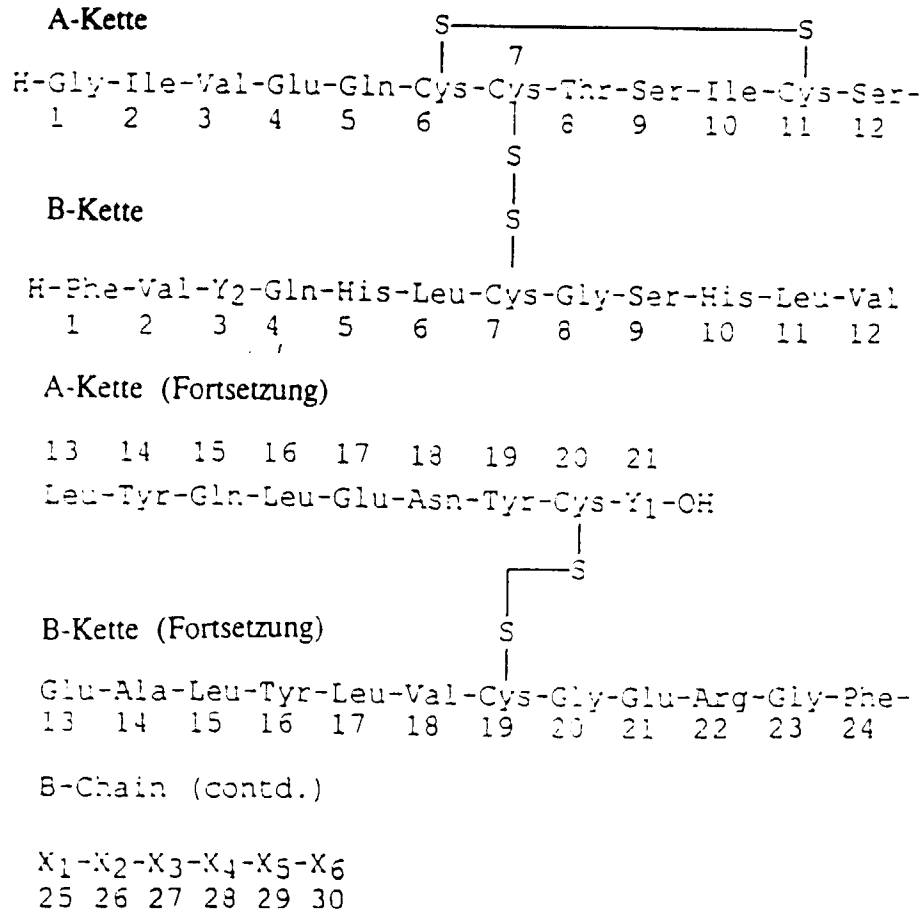 A-Kette
S S
7
H-Gly-Ile-Val-Glu-Gln-Cys-Cys-Thr-Ser-Ile-Cys-Ser-
1 2 3 4 5 6 8 9 10 11 12
S
S
B-Kette
H-Phe-Val-Y2-Gln-His-Leu-Cys-Gly-Ser-His-Leu-Val
1 2 3 4 5 6 7 8 9 10 11 12
A-Kette (Fortsetzung)
13 14 15 16 17 18 19 20 21
Leu-Tyr-Gln-Leu-Glu-Asn-Tyr-Cys-Y1-OH
S
S
B-Kette (Fortsetzung)
Glu-Ala-Leu-Tyr-Leu-Val-Cys-Gly-Glu-Arg-Gly-Phe-
13 14 15 16 17 18 19 20 21 22 23 24
B-Chain (contd.)
X1-X2-X3-X4-X5-X6
25 26 27 28 29 30